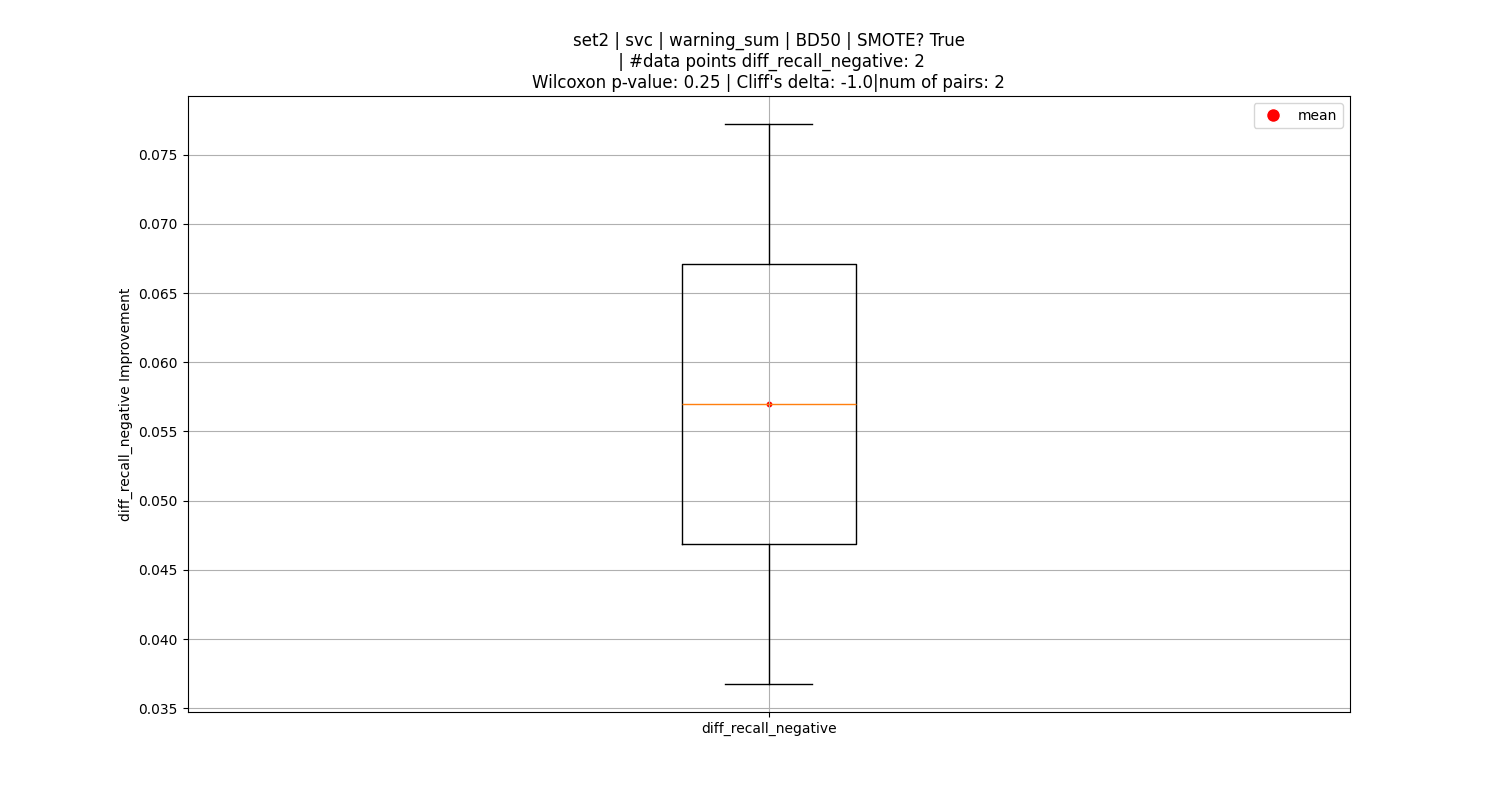 set2 | svc | warning_sum | BD50 | SMOTE? True
| #data points diff_recall_negative: 2
Wilcoxon p-value: 0.25 | Cliff's delta: -1.0|num of pairs: 2
mean
0.075
0.070
0.065
0.060
0.055
0.050
0.045
0.040
0.035
diff_recall_negative Improvement
diff_recall_negative